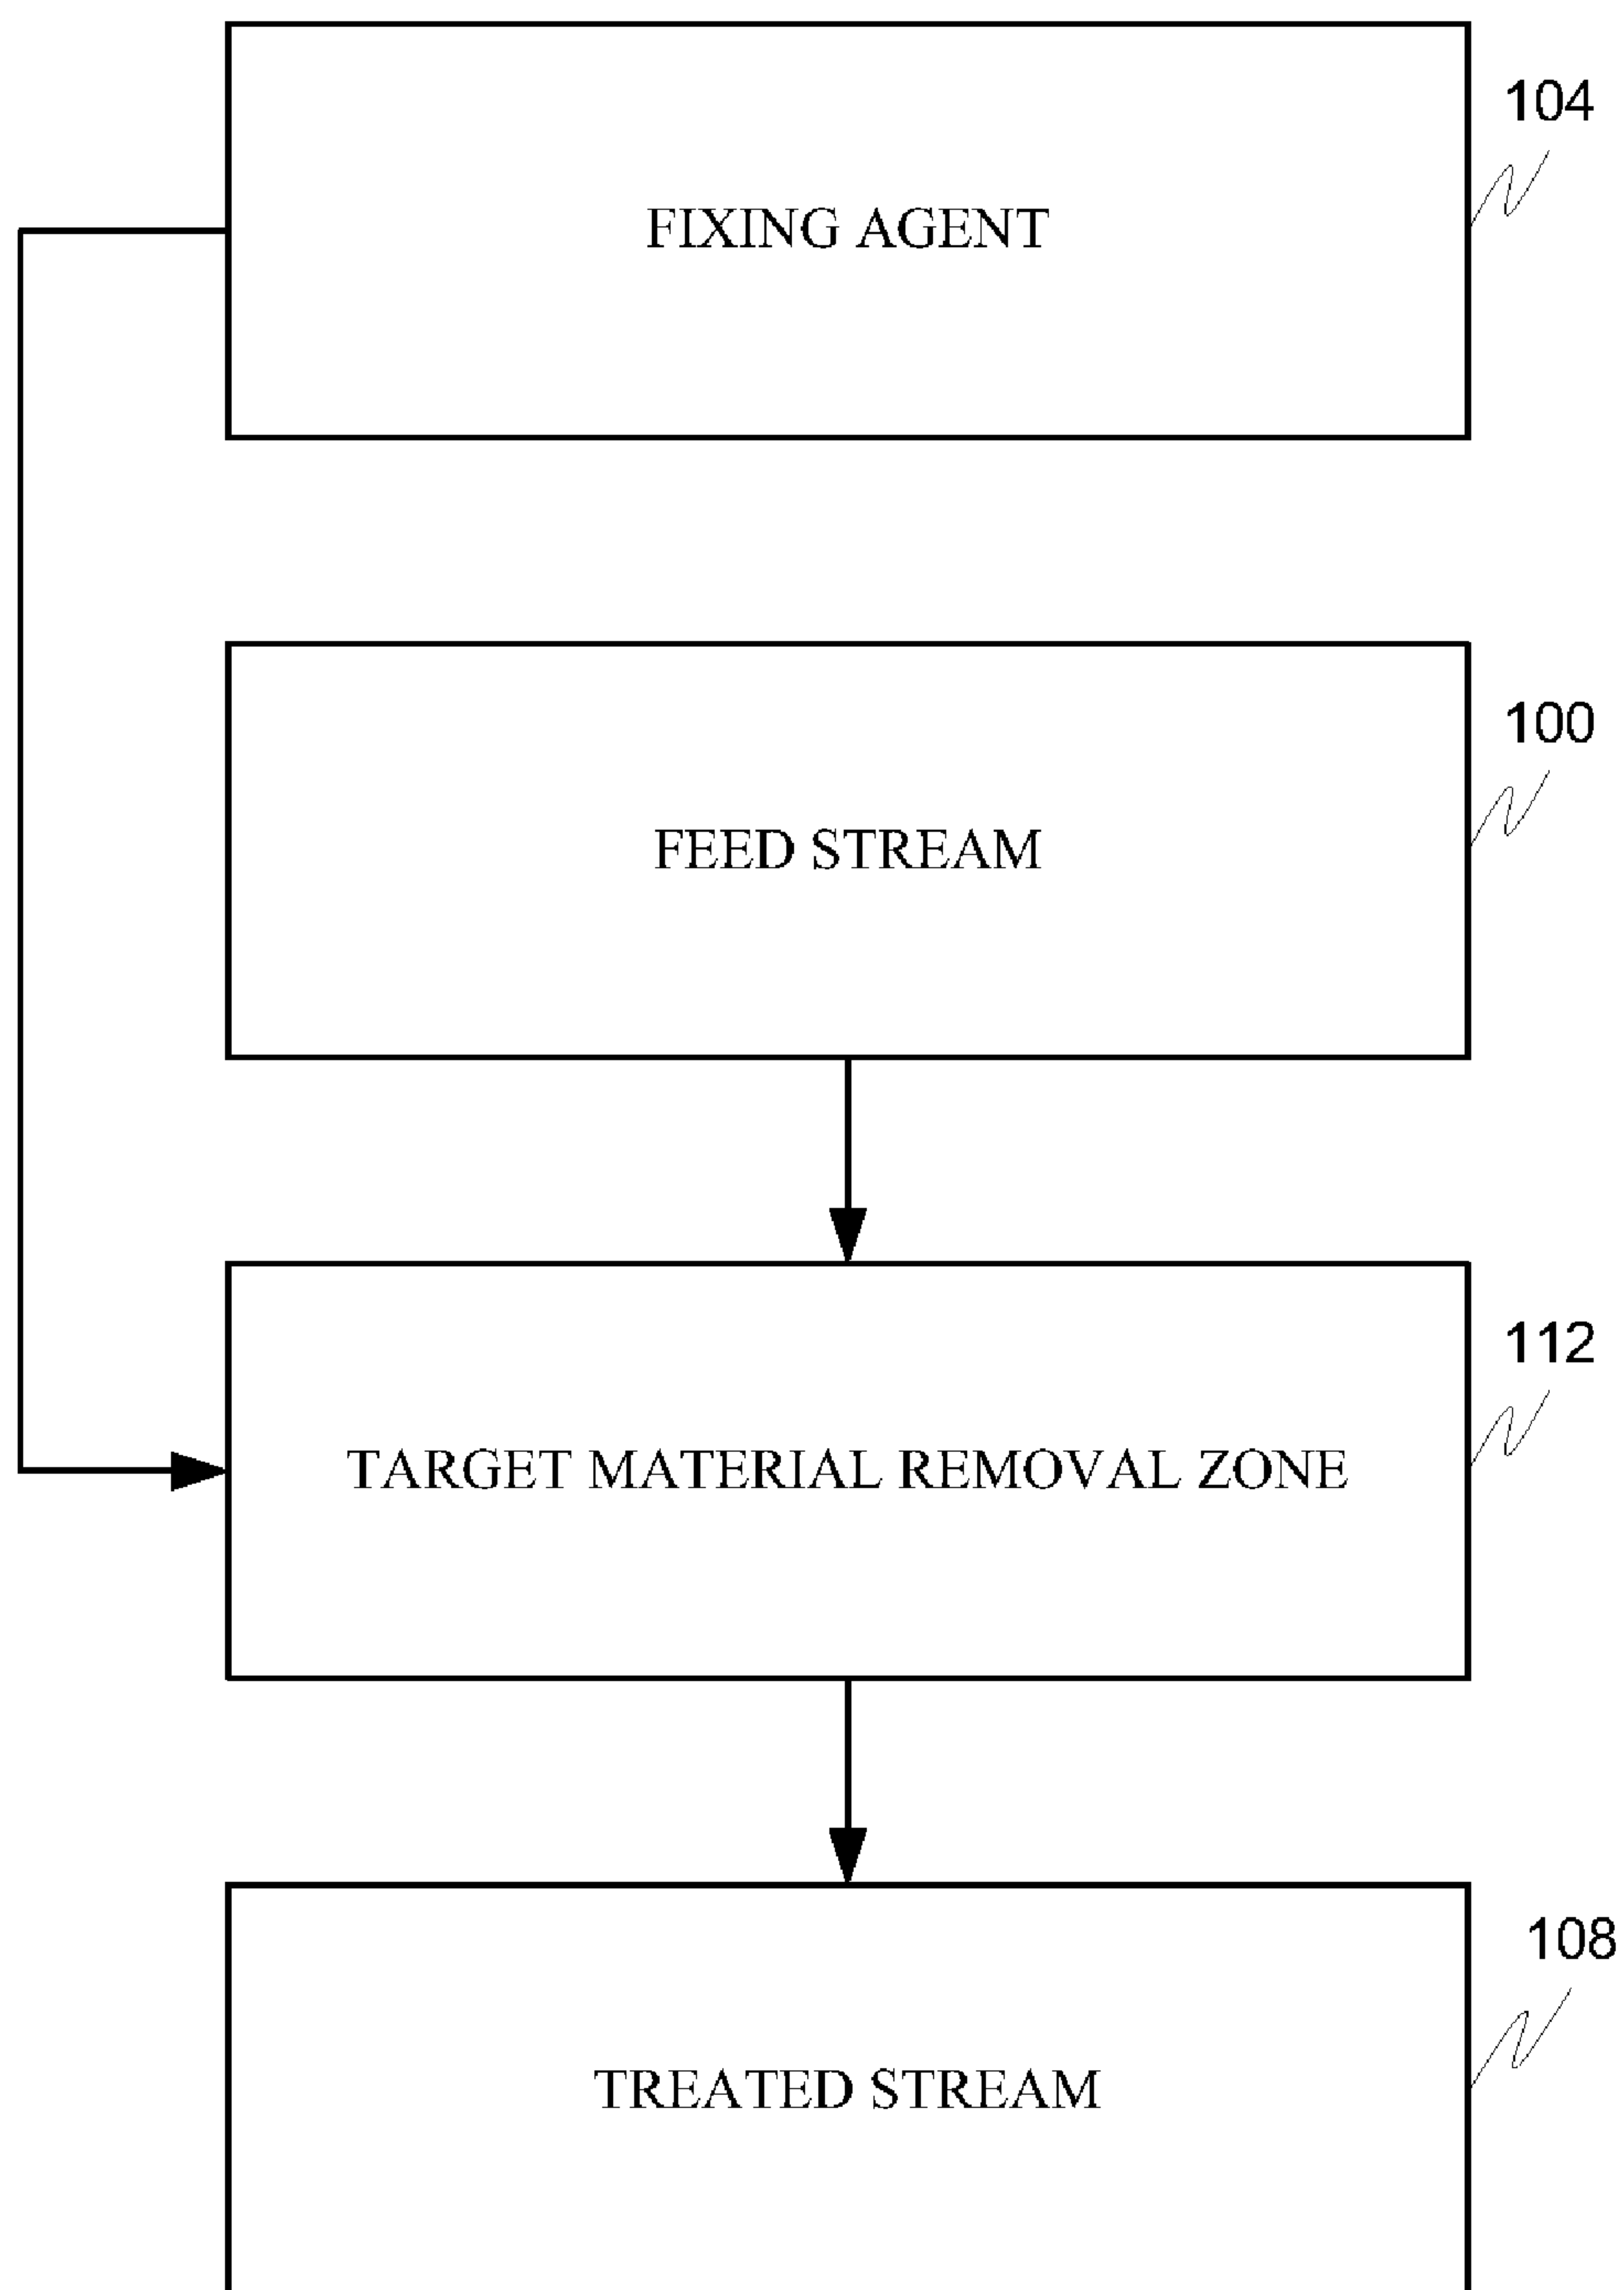 104
FIXING AGENT
100
FEED STREAM
112
TARGET MATERIAL REMOVAL ZONE
108
TREATED STREAM